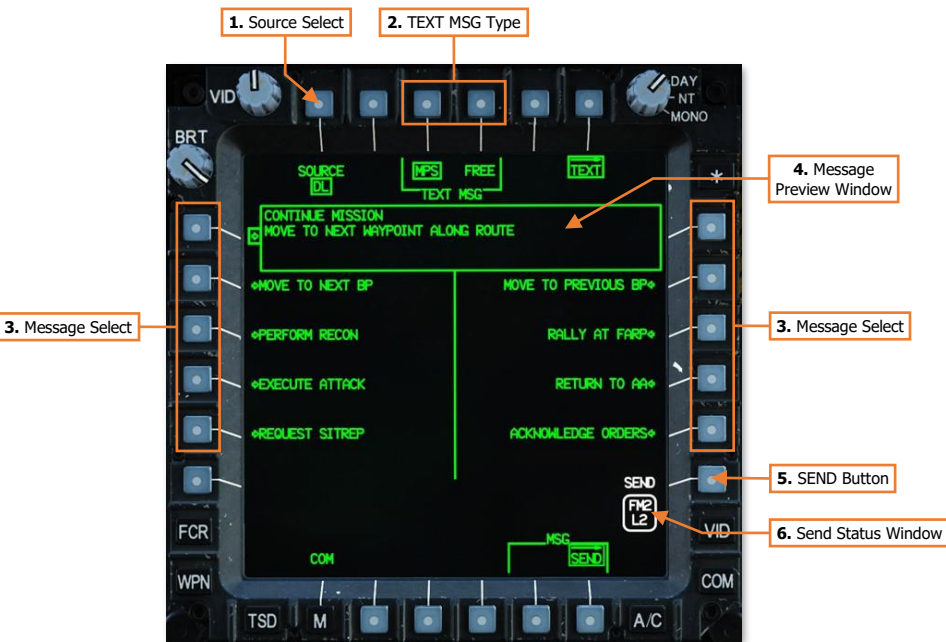 1. Source Select
2. TEXT MSG Type
VID
DAY
NT
MONO
BRT
*
SOURCE
DL
MPS
FREE
TEXT MSG
TEXT
4. Message
Preview Window
CONTINUE MISSION
MOVE TO NEXT WAYPOINT ALONG ROUTE
MOVE TO NEXT BP
MOVE TO PREVIOUS BP
3. Message Select
PERFORM RECON
RALLY AT FARP
3. Message Select
EXECUTE ATTACK
RETURN TO AA
REQUEST SITREP
ACKNOWLEDGE ORDERS
SEND
5. SEND Button
FM2
L2
6. Send Status Window
FCR
VID
COM
MSG
SEND
WPN
COM
TSD
M
A/C